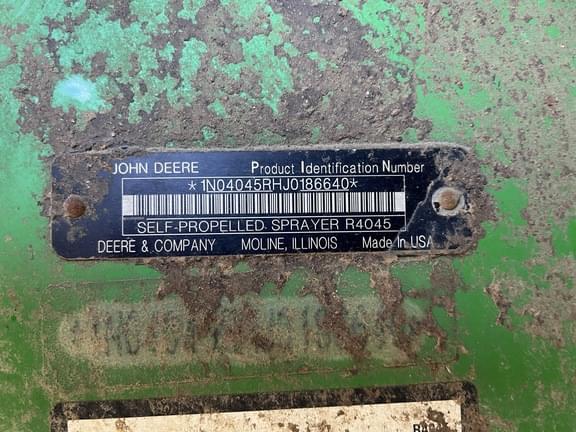 JOHN DEERE Product Identification Number
*1N04045RHJ0186640*
SELF-PROPELLED SPRAYER R4045
DEERE & COMPANY MOLINE, ILLINOIS Made In USA